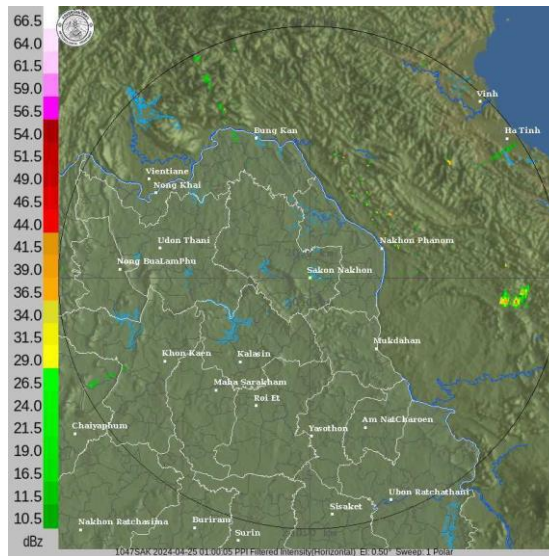 66.5
64.0
61.5
59.0
56.5
54.0
51.5
49.0
46.5
44.0
41.5
39.0
36.5
34.0
31.5
29.0
26.5
24.0
21.5
19.0
16.5
14.0
11.5
10.5
dBz
Vinh
Ha Tinh
Bung Kan
Vientiane
Nong Khai
Udon Thani
Nakhon Phanom
Nong BuaLamPhu
Sakon Nakhon
Mukdahan
Khon Kaen
Kalasin
Maha Sarakham
Roi Et
Chaiyaphum
Yasothon
Am NatCharoen
Ubon Ratchathani
Sisaket
Buriram
Nakhon Ratchasima
Surin
1047SAK 2024-04-25 01:00:05 PPI Filtered Intensity(Horizontal) El: 0.50° Sweep: 1 Polar